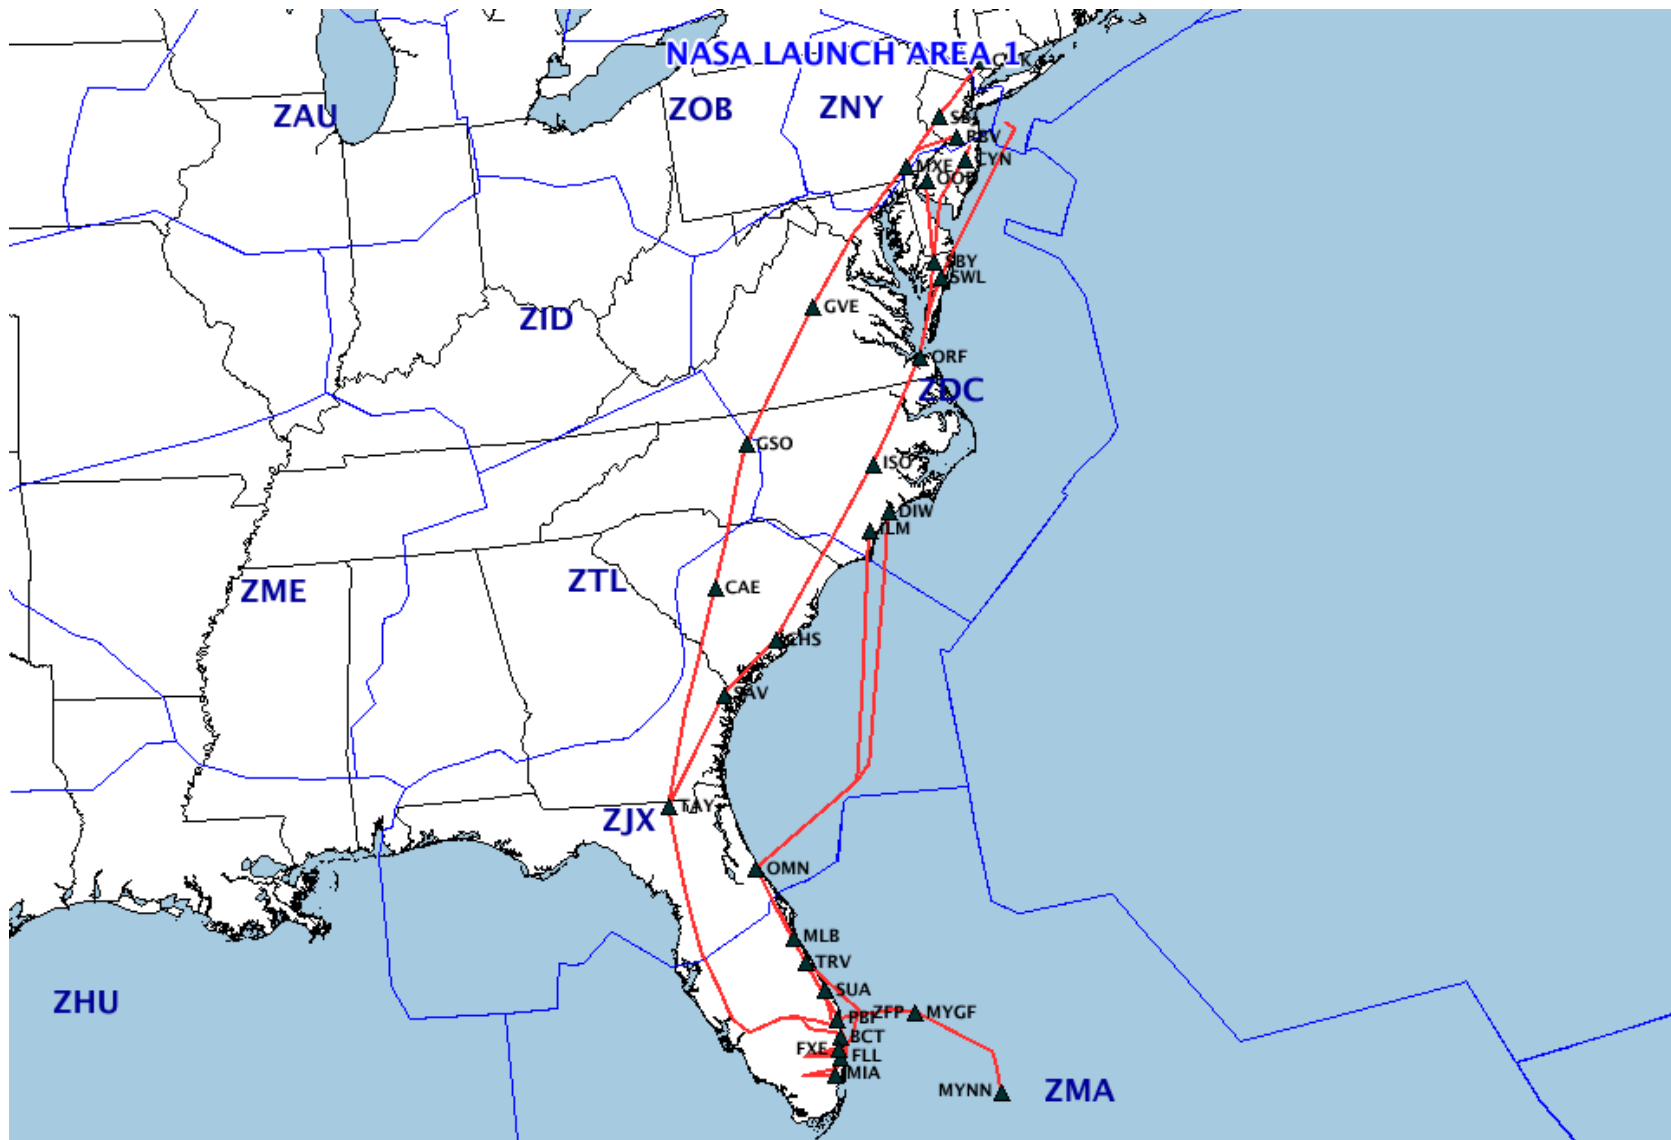 NASA LAUNCH AREA 1
ZAU
ZOB
ZNY
SBJ
RBV
CYN
MXE
OOD
SBY
SWL
GVE
ZID
ORF
ZDC
GSO
ISO
DIW
ILM
ZME
ZTL
CAE
CHS
SAV
TAY
ZJX
OMN
MLB
TRV
SUA
ZHU
PBI
ZFP
MYGF
BCT
FXE
FLL
MIA
MYNN
ZMA